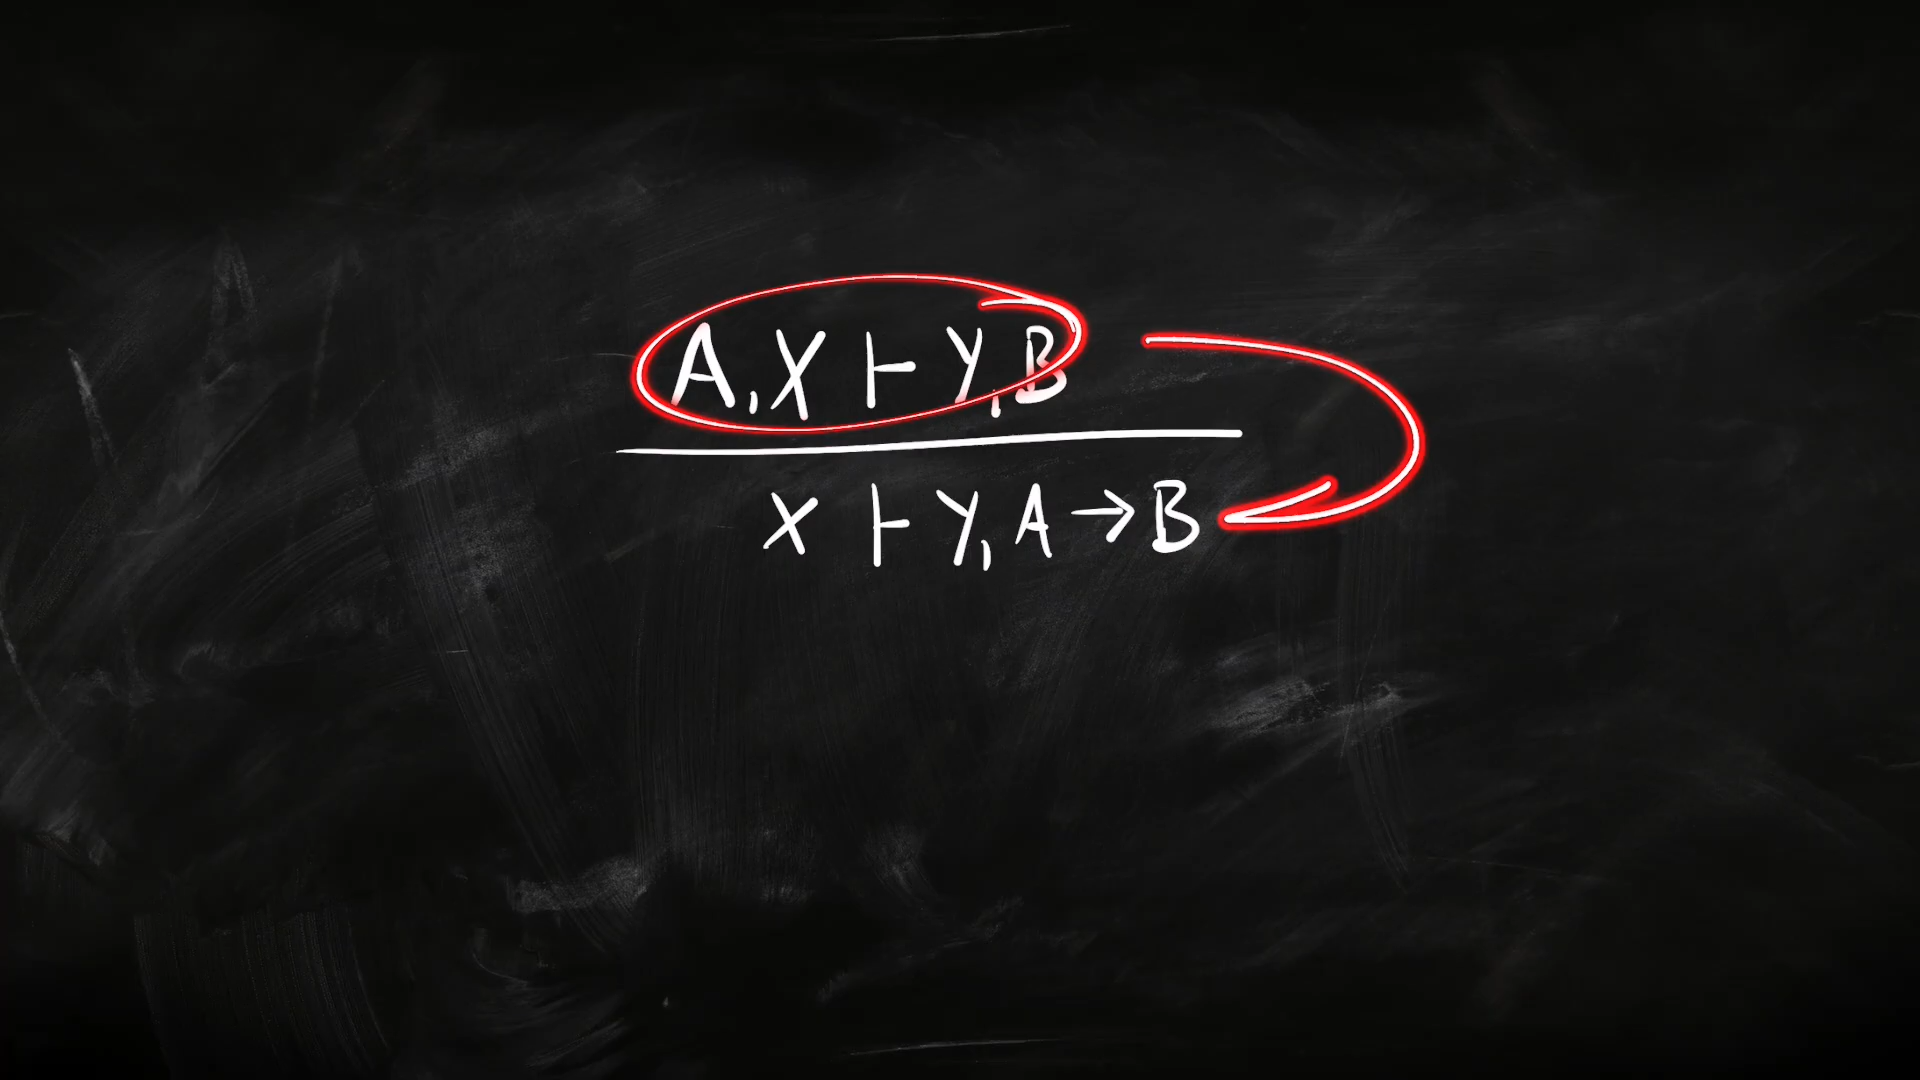 A, X ⊢ Y, B
X ⊢ Y, A → B